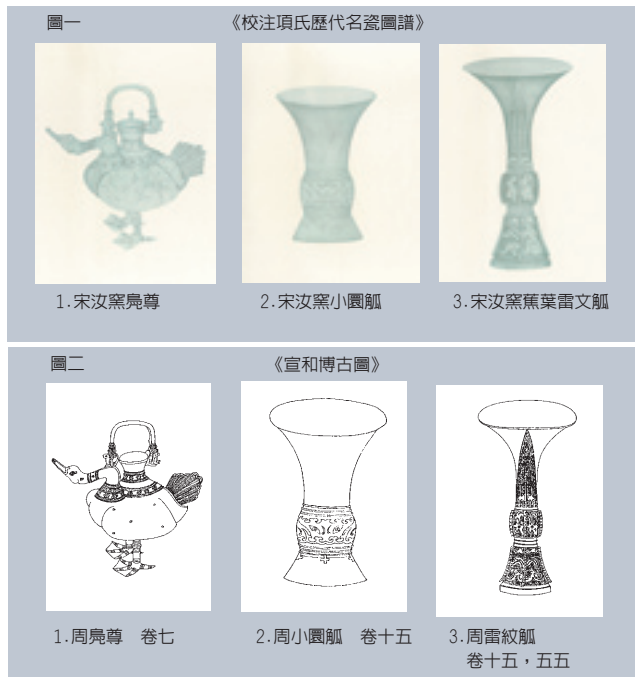 圖一
《校注項氏歷代名瓷圖譜》
1.宋汝窯鳧尊
2.宋汝窯小圜觚
3.宋汝窯蕉葉雷文觚
圖二
《宣和博古圖》
1.周鳧尊 卷七
2.周小圜觚 卷十五
3.周雷紋觚
卷十五，五五